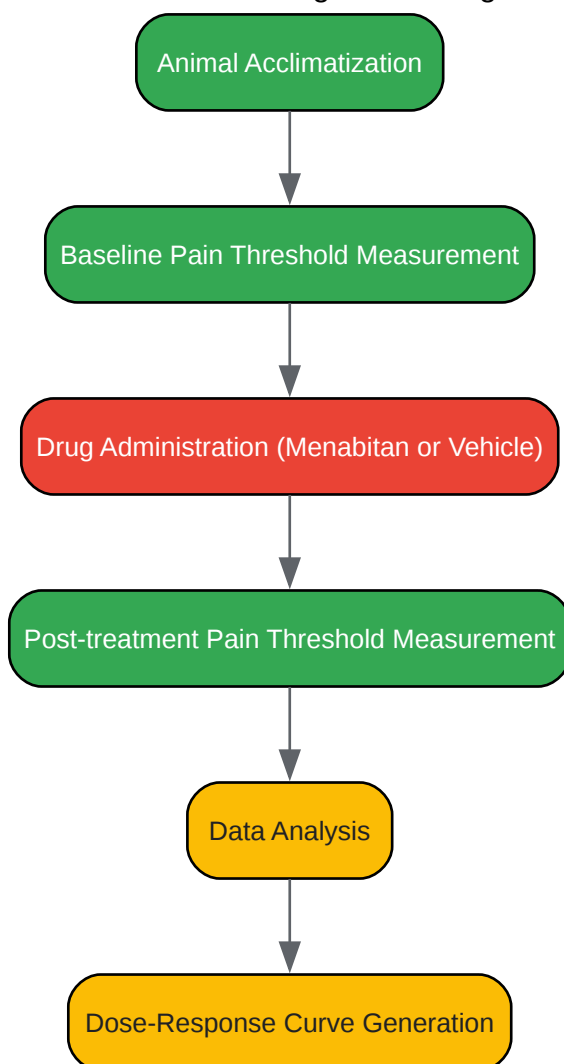 Animal Acclimatization
Baseline Pain Threshold Measurement
Drug Administration (Menabitan or Vehicle)
Post-treatment Pain Threshold Measurement
Data Analysis
Dose-Response Curve Generation